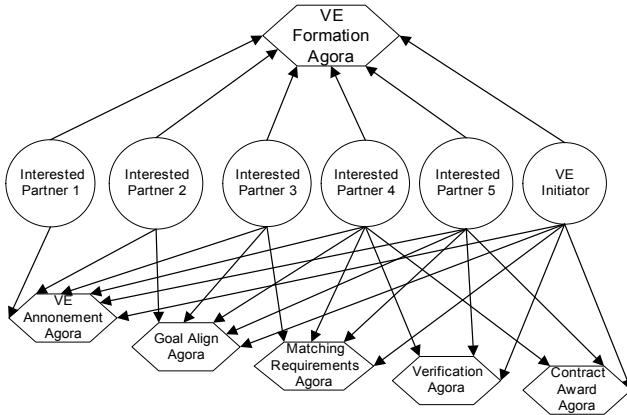 VE
Formation
Agora
Interested
Partner 1
Interested
Partner 2
Interested
Partner 3
Interested
Partner 4
Interested
Partner 5
VE
Initiator
VE
Annonement
Agora
Goal Align
Agora
Matching
Requirements
Agora
Verification
Agora
Contract
Award
Agora